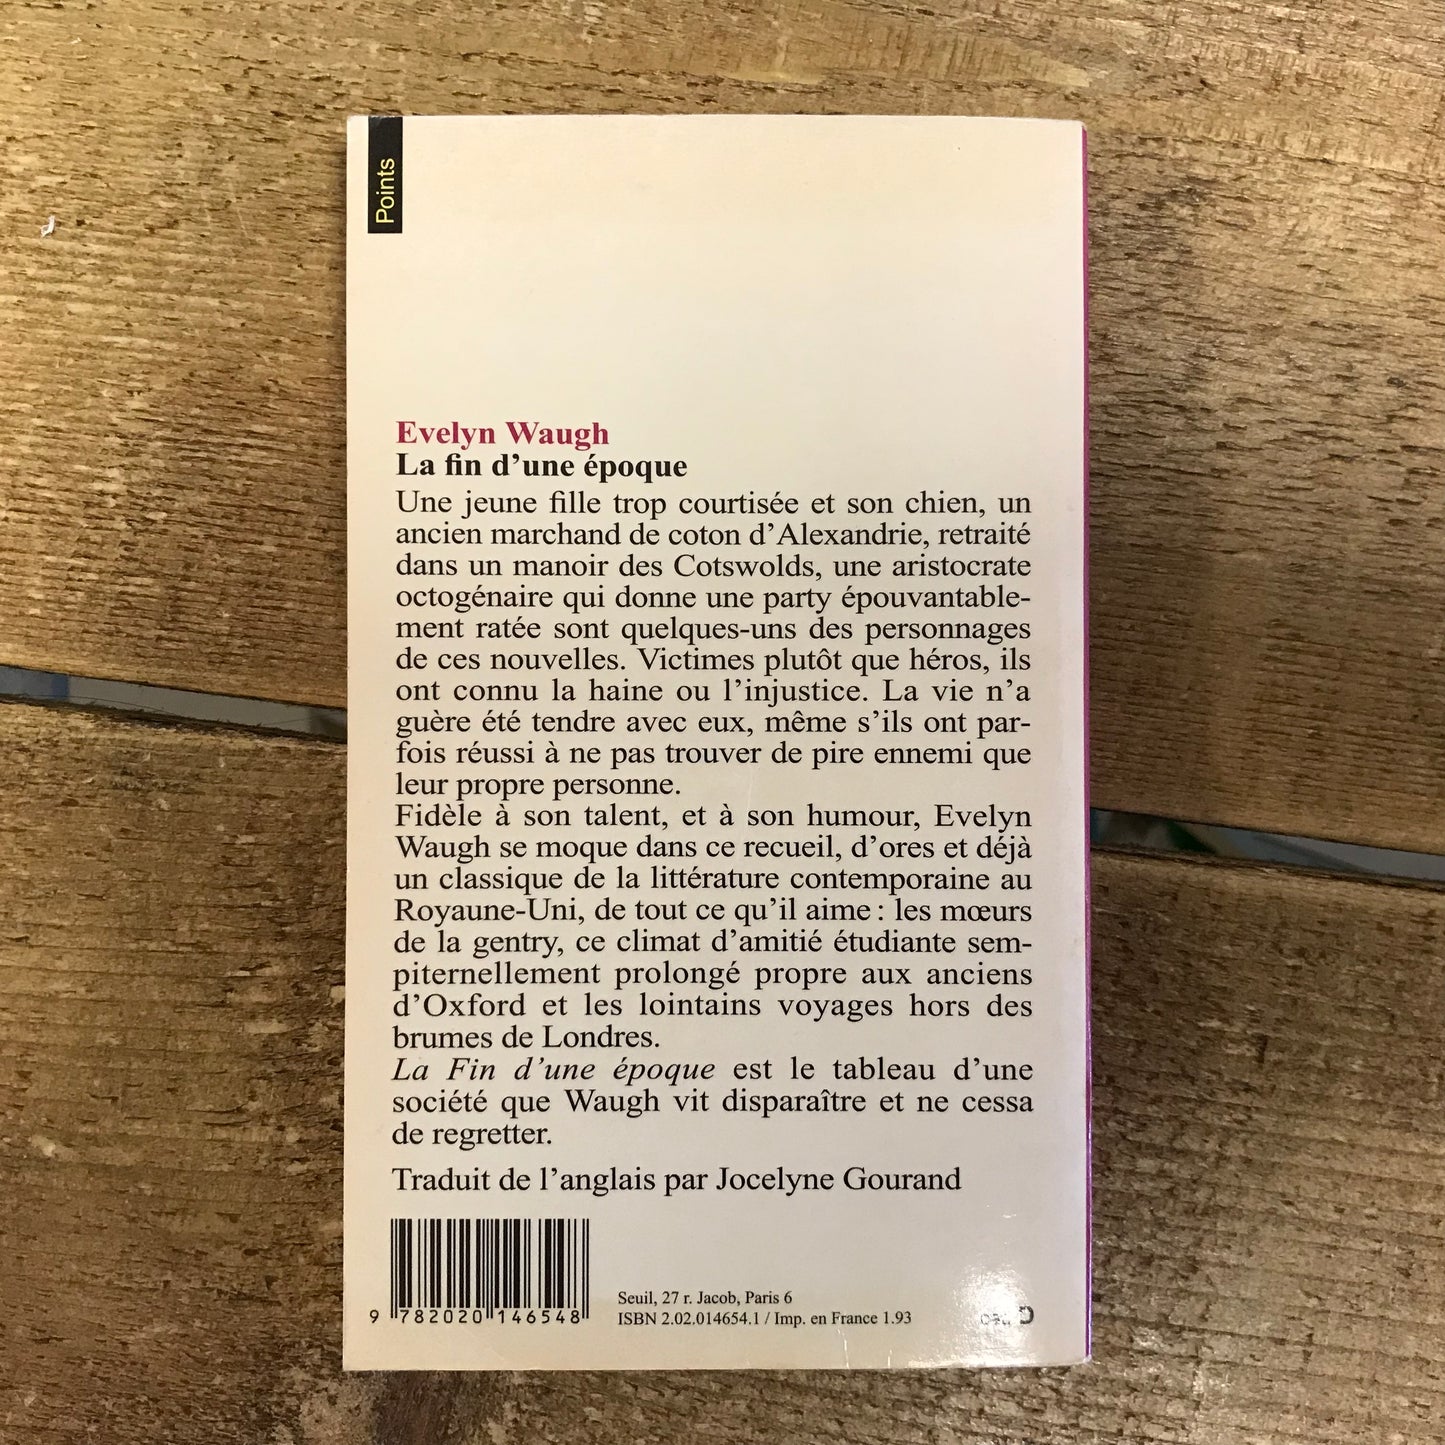 Points
Evelyn Waugh
La fin d’une époque
Une jeune fille trop courtisée et son chien, un
ancien marchand de coton d’Alexandrie, retraité
dans un manoir des Cotswolds, une aristocrate
octogénaire qui donne une party épouvantable-
ment ratée sont quelques-uns des personnages
de ces nouvelles. Victimes plutôt que héros, ils
ont connu la haine ou l’injustice. La vie n’a
guère été tendre avec eux, même s’ils ont par-
fois réussi à ne pas trouver de pire ennemi que
leur propre personne.
Fidèle à son talent, et à son humour, Evelyn
Waugh se moque dans ce recueil, d’ores et déjà
un classique de la littérature contemporaine au
Royaume-Uni, de tout ce qu’il aime : les mœurs
de la gentry, ce climat d’amitié étudiante sem-
piternellement prolongé propre aux anciens
d’Oxford et les lointains voyages hors des
brumes de Londres.
La Fin d’une époque est le tableau d’une
société que Waugh vit disparaître et ne cessa
de regretter.
Traduit de l’anglais par Jocelyne Gourand
9 782020 146548
Seuil, 27 r. Jacob, Paris 6
ISBN 2.02.014654.1 / Imp. en France 1.93